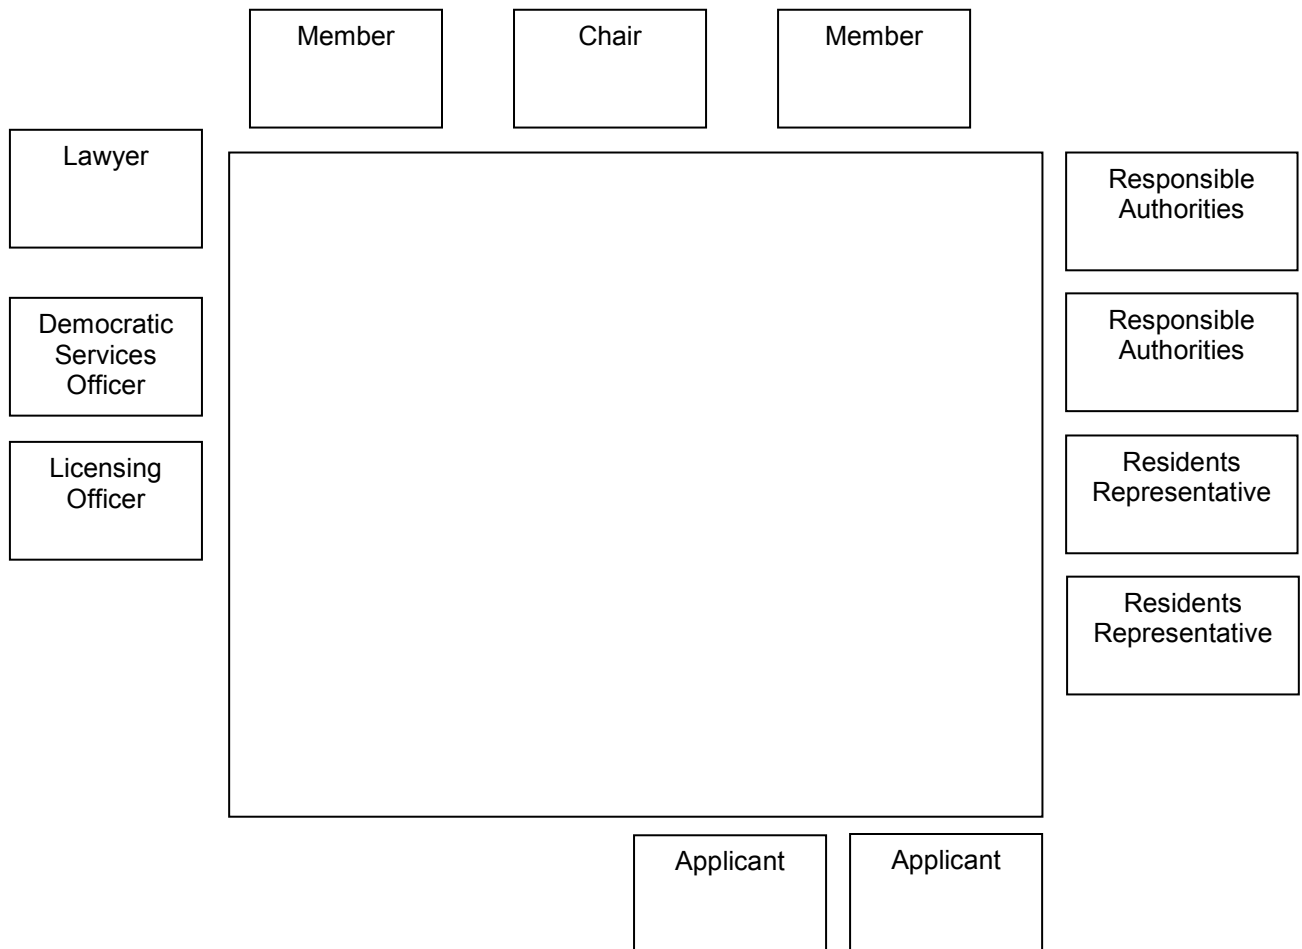 Member
Chair
Member
Lawyer
Responsible
Authorities
Democratic
Services
Officer
Responsible
Authorities
Licensing
Officer
Residents
Representative
Residents
Representative
Applicant
Applicant